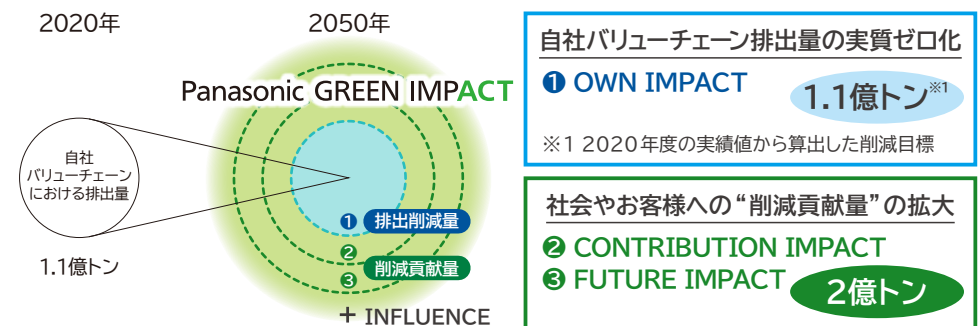 2020年
2050年
Panasonic GREEN IMPACT
自社
バリューチェーン
における排出量
1.1億トン
❶ 排出削減量
❷
削減貢献量
❸
+ INFLUENCE
自社バリューチェーン排出量の実質ゼロ化
❶ OWN IMPACT
1.1億トン※1
※1 2020年度の実績値から算出した削減目標
社会やお客様への“削減貢献量”の拡大
❷ CONTRIBUTION IMPACT
❸ FUTURE IMPACT
2億トン